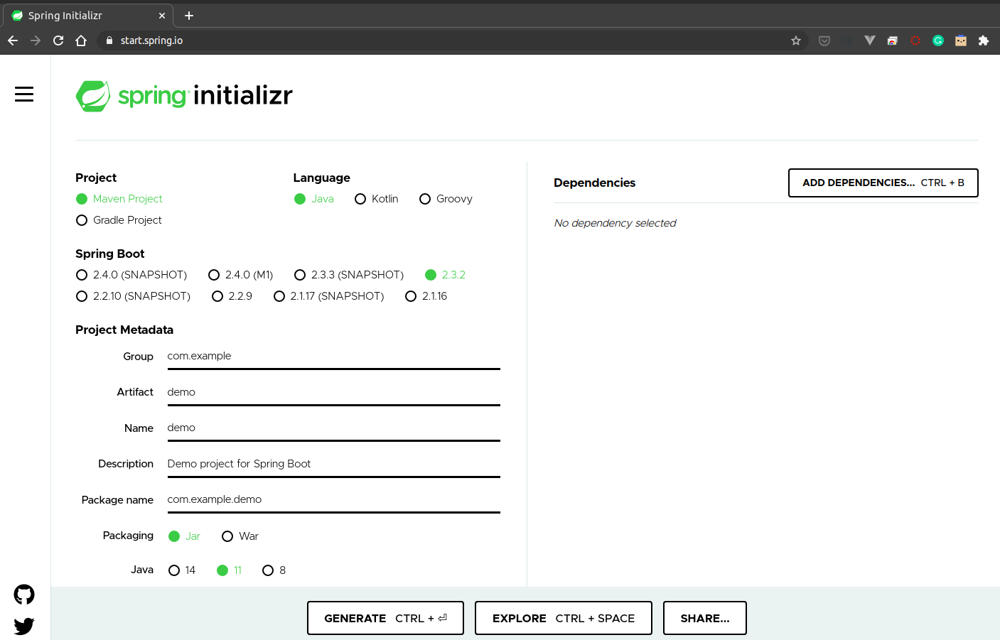 Spring Initializr
start.spring.io
spring initializr
Project
Maven Project
Gradle Project
Language
Java Kotlin Groovy
Spring Boot
2.4.0 (SNAPSHOT) 2.4.0 (M1) 2.3.3 (SNAPSHOT) 2.3.2
2.2.10 (SNAPSHOT) 2.2.9 2.1.17 (SNAPSHOT) 2.1.16
Project Metadata
Group com.example
Artifact demo
Name demo
Description Demo project for Spring Boot
Package name com.example.demo
Packaging Jar War
Java 14 11 8
Dependencies
ADD DEPENDENCIES... CTRL + B
No dependency selected
GENERATE CTRL + ⏎
EXPLORE CTRL + SPACE
SHARE...